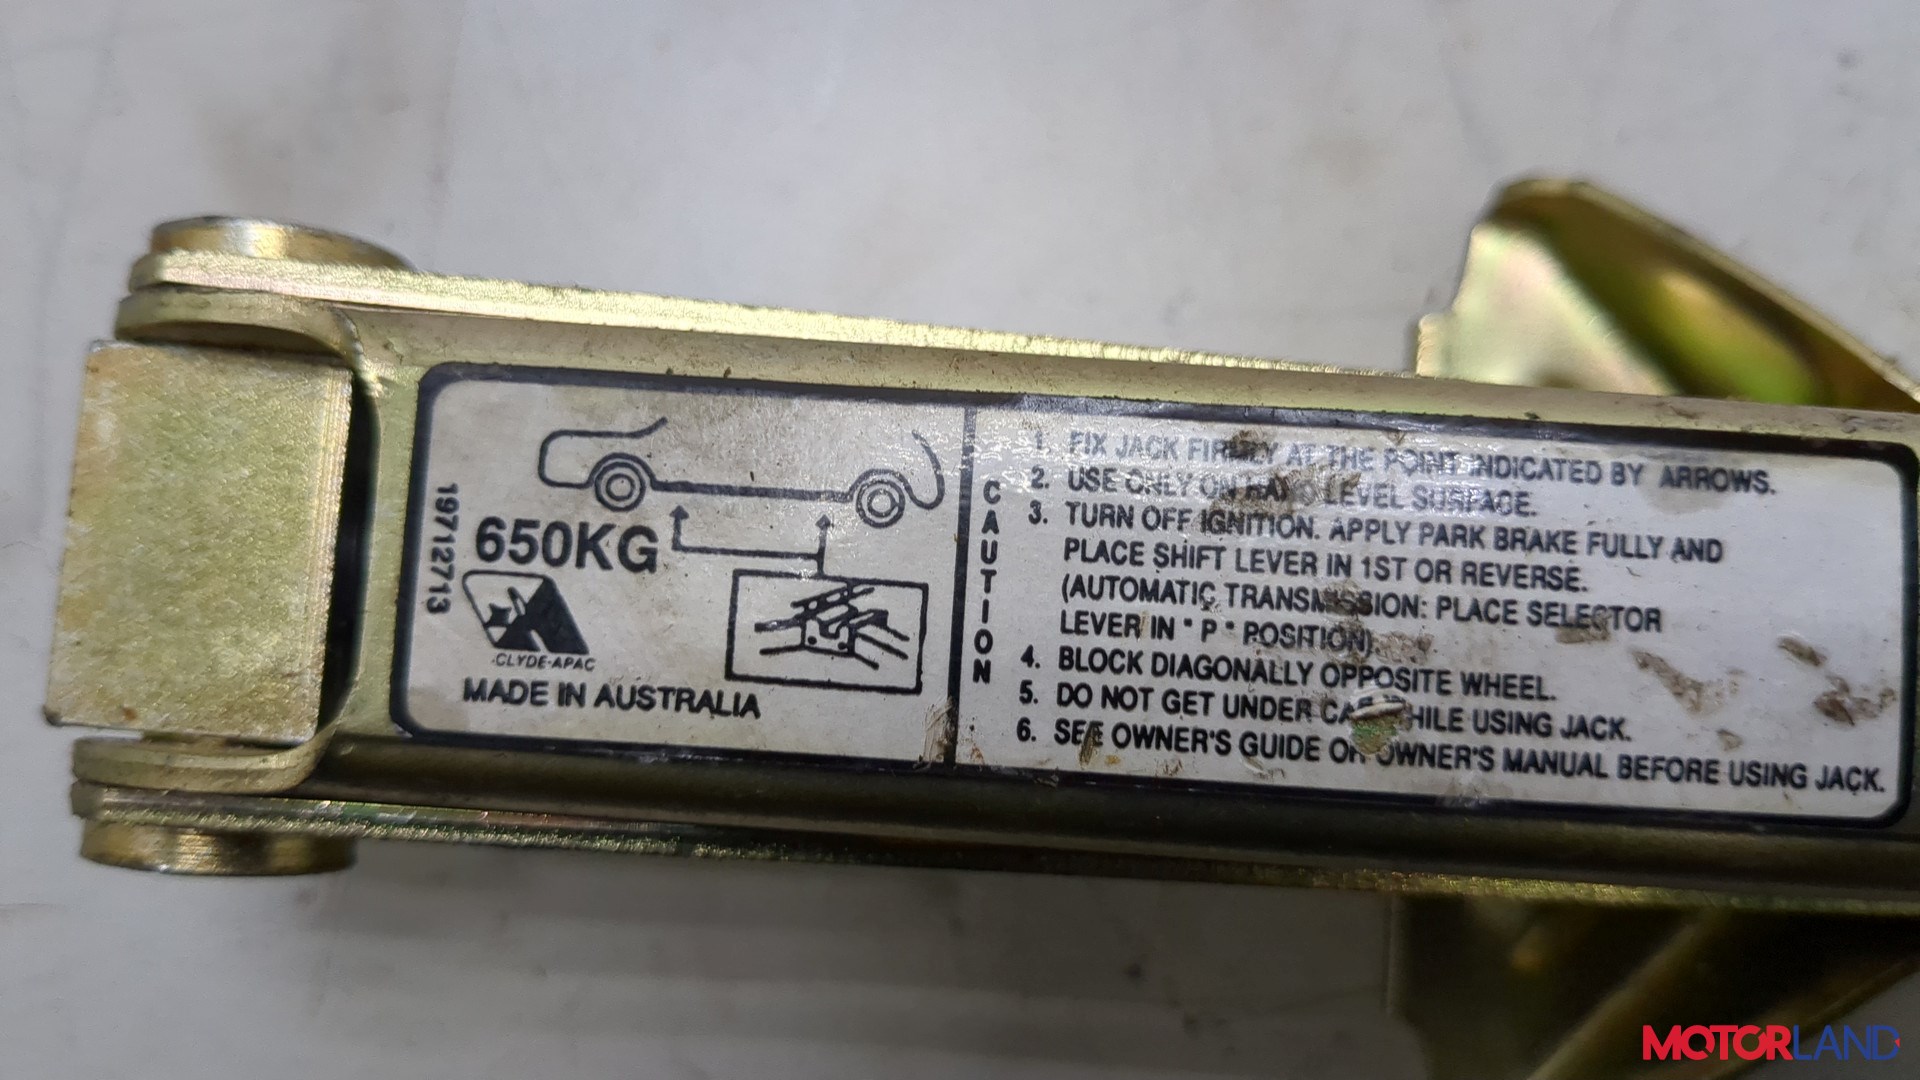 19712713
650KG
CLYDE-APAC
MADE IN AUSTRALIA
CAUTION
1. FIX JACK FIRMLY AT THE POINT INDICATED BY ARROWS.
2. USE ONLY ON HARD LEVEL SURFACE.
3. TURN OFF IGNITION. APPLY PARK BRAKE FULLY AND
PLACE SHIFT LEVER IN 1ST OR REVERSE.
(AUTOMATIC TRANSMISSION: PLACE SELECTOR
LEVER IN "P" POSITION).
4. BLOCK DIAGONALLY OPPOSITE WHEEL.
5. DO NOT GET UNDER CAR WHILE USING JACK.
6. SEE OWNER'S GUIDE OR OWNER'S MANUAL BEFORE USING JACK.
MOTORLAND